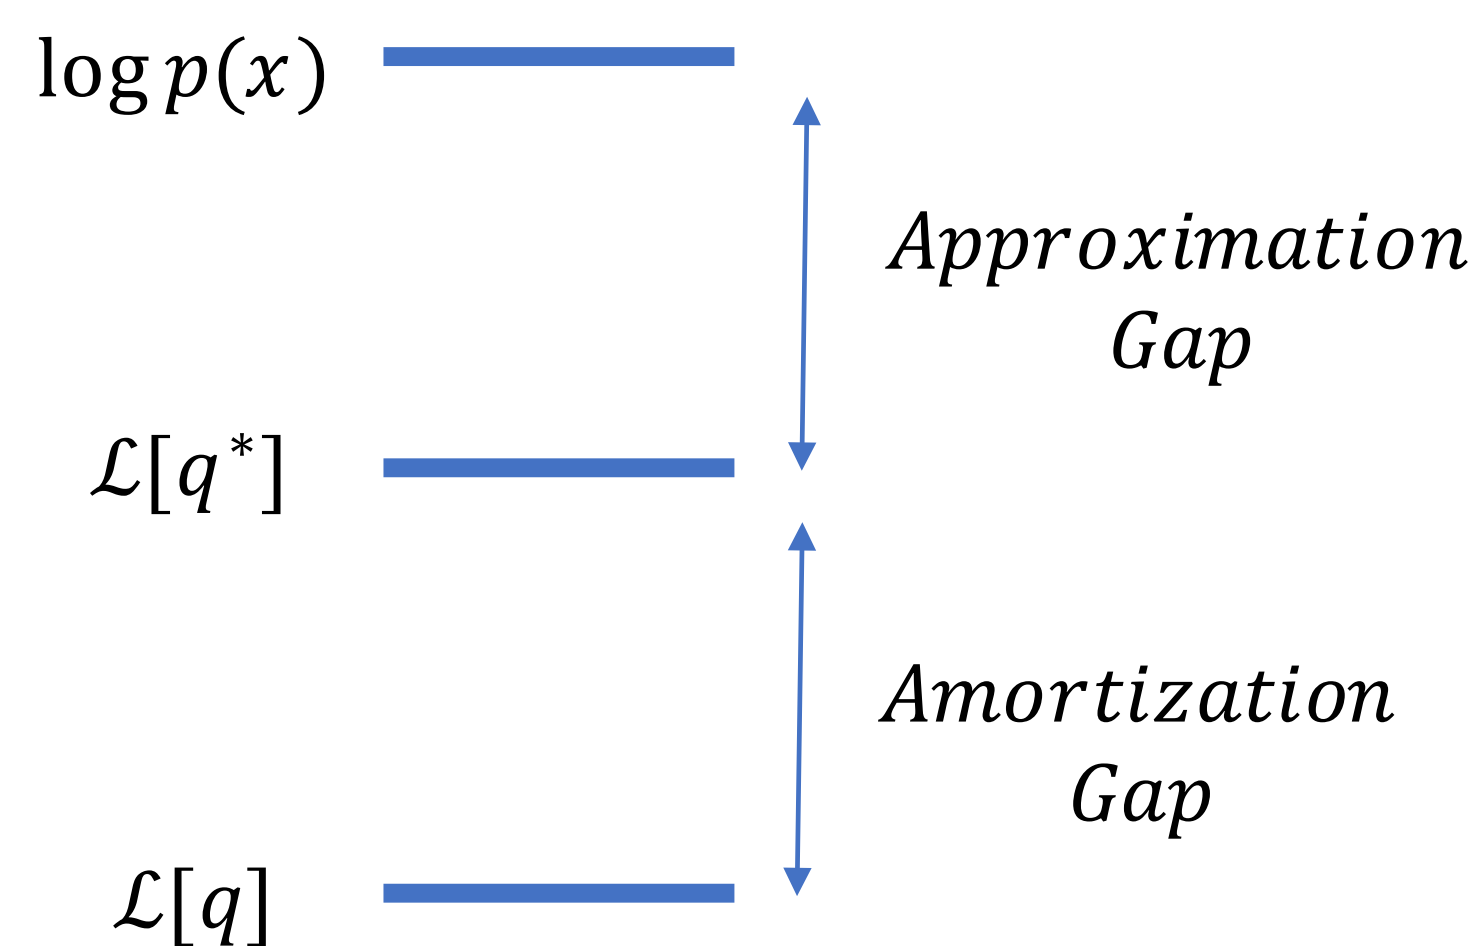 log p(x)
Approximation
Gap
ℒ[q*]
Amortization
Gap
ℒ[q]